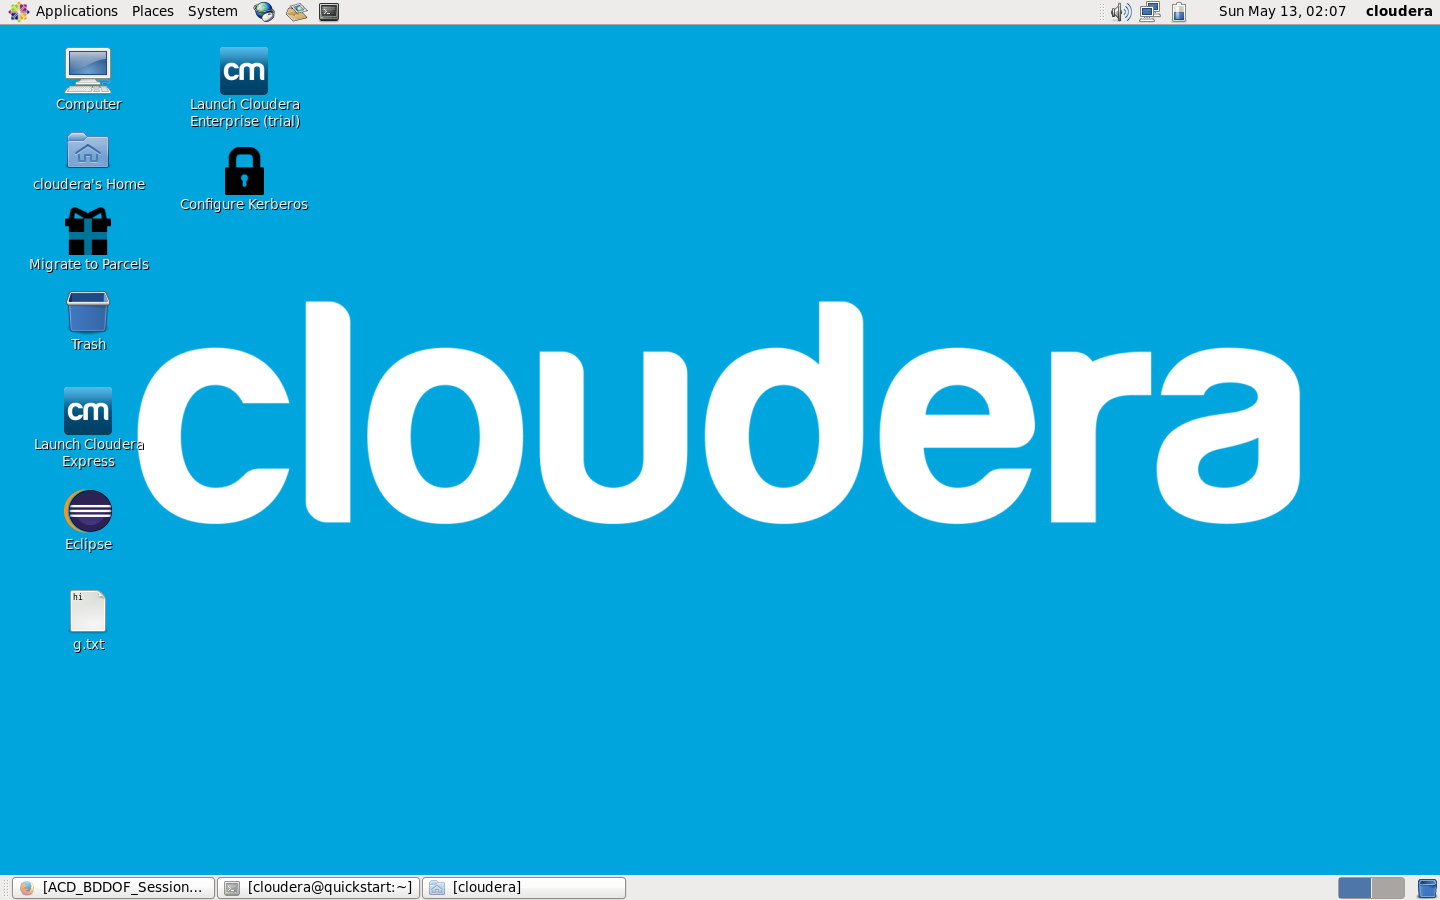 Applications Places System Sun May 13, 02:07 cloudera
Computer
cm
Launch Cloudera
Enterprise (trial)
cloudera's Home
Configure Kerberos
Migrate to Parcels
Trash
cm
Launch Cloudera
Express
Eclipse
hi
g.txt
cloudera
[ACD_BDDOF_Session... [cloudera@quickstart:~] [cloudera]